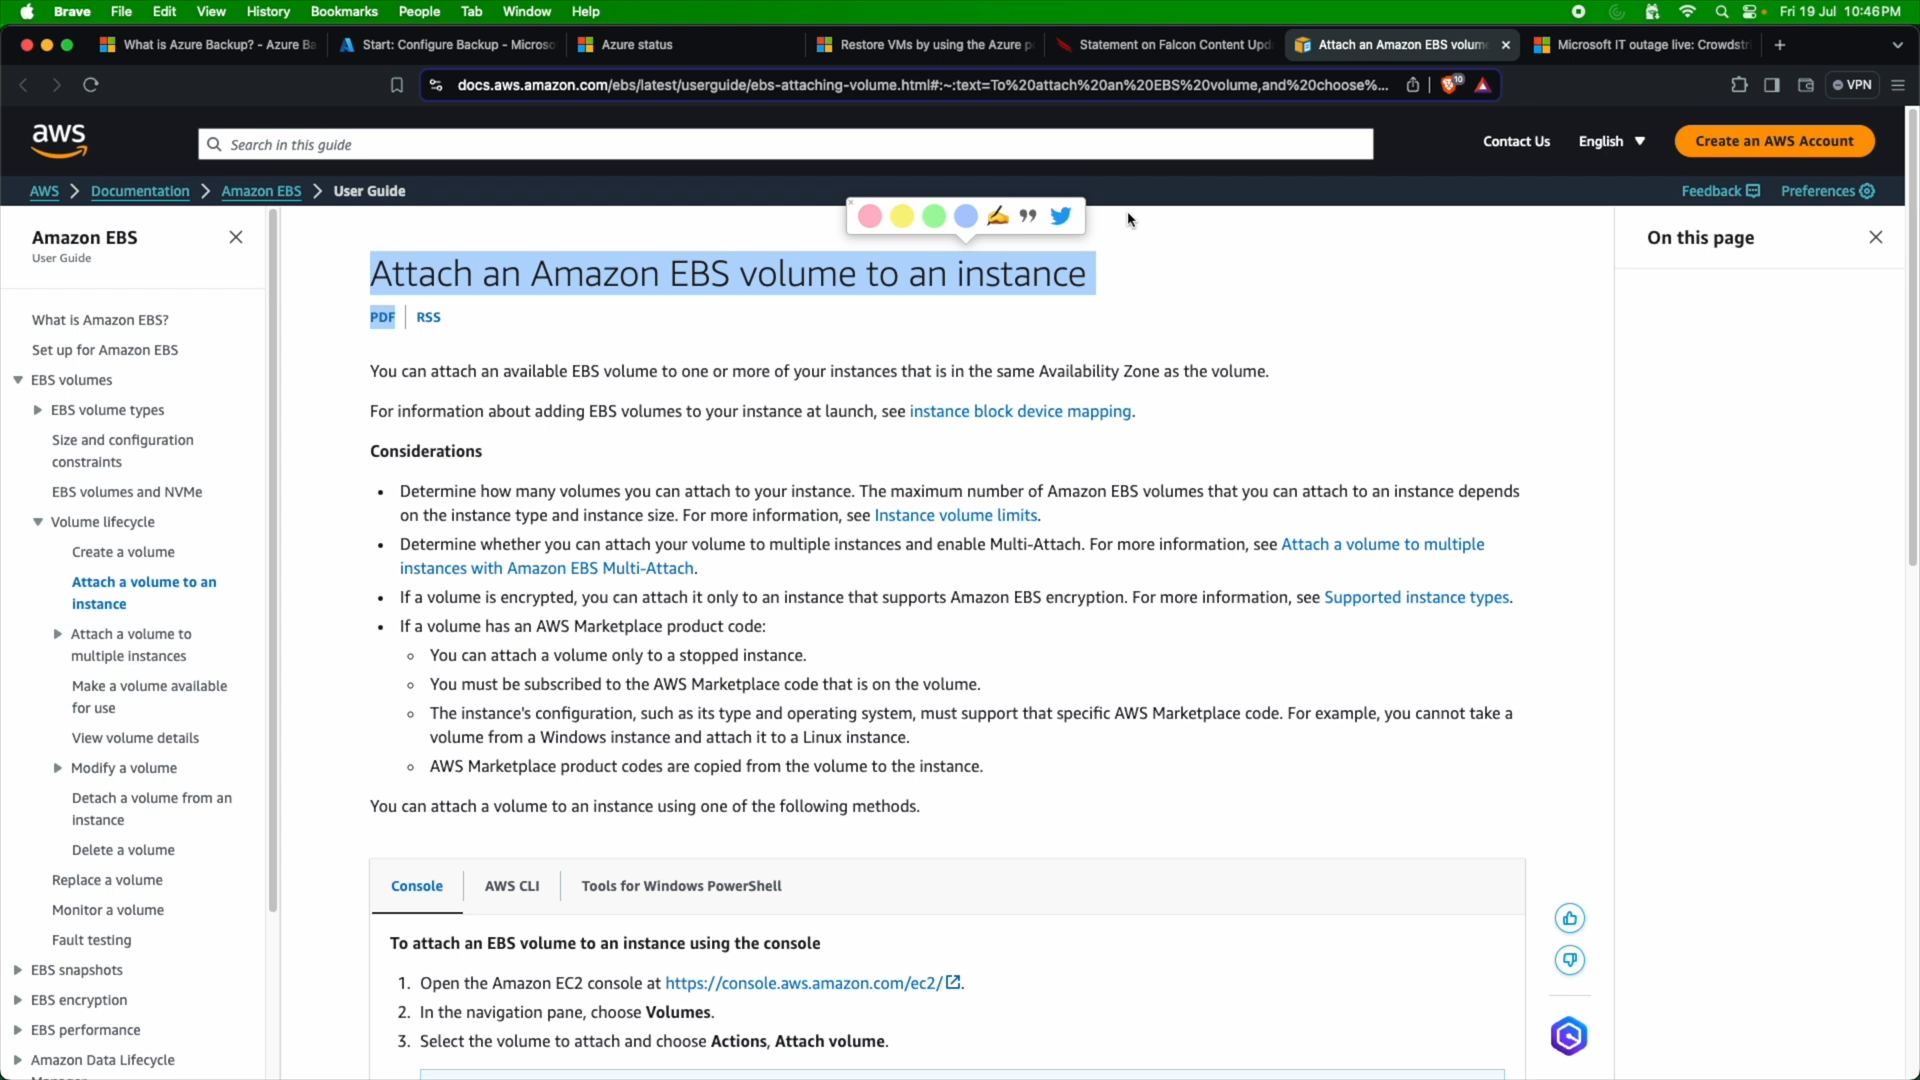 Brave File Edit View History Bookmarks People Tab Window Help Fri 19 Jul 10:46 PM
What is Azure Backup? - Azure Ba Start: Configure Backup - Microso Azure status Restore VMs by using the Azure p Statement on Falcon Content Upd Attach an Amazon EBS volum Microsoft IT outage live: Crowdstr
docs.aws.amazon.com/ebs/latest/userguide/ebs-attaching-volume.html#:~:text=To%20attach%20an%20EBS%20volume,and%20choose%... 10 VPN
aws Search in this guide Contact Us English Create an AWS Account
AWS Documentation Amazon EBS User Guide Feedback Preferences
Amazon EBS
User Guide
What is Amazon EBS?
Set up for Amazon EBS
EBS volumes
EBS volume types
Size and configuration
constraints
EBS volumes and NVMe
Volume lifecycle
Create a volume
Attach a volume to an
instance
Attach a volume to
multiple instances
Make a volume available
for use
View volume details
Modify a volume
Detach a volume from an
instance
Delete a volume
Replace a volume
Monitor a volume
Fault testing
EBS snapshots
EBS encryption
EBS performance
Amazon Data Lifecycle
Attach an Amazon EBS volume to an instance
PDF RSS
You can attach an available EBS volume to one or more of your instances that is in the same Availability Zone as the volume.
For information about adding EBS volumes to your instance at launch, see instance block device mapping.
Considerations
• Determine how many volumes you can attach to your instance. The maximum number of Amazon EBS volumes that you can attach to an instance depends
on the instance type and instance size. For more information, see Instance volume limits.
• Determine whether you can attach your volume to multiple instances and enable Multi-Attach. For more information, see Attach a volume to multiple
instances with Amazon EBS Multi-Attach.
• If a volume is encrypted, you can attach it only to an instance that supports Amazon EBS encryption. For more information, see Supported instance types.
• If a volume has an AWS Marketplace product code:
You can attach a volume only to a stopped instance.
You must be subscribed to the AWS Marketplace code that is on the volume.
The instance's configuration, such as its type and operating system, must support that specific AWS Marketplace code. For example, you cannot take a
volume from a Windows instance and attach it to a Linux instance.
AWS Marketplace product codes are copied from the volume to the instance.
You can attach a volume to an instance using one of the following methods.
Console AWS CLI Tools for Windows PowerShell
To attach an EBS volume to an instance using the console
1. Open the Amazon EC2 console at https://console.aws.amazon.com/ec2/.
2. In the navigation pane, choose Volumes.
3. Select the volume to attach and choose Actions, Attach volume.
On this page